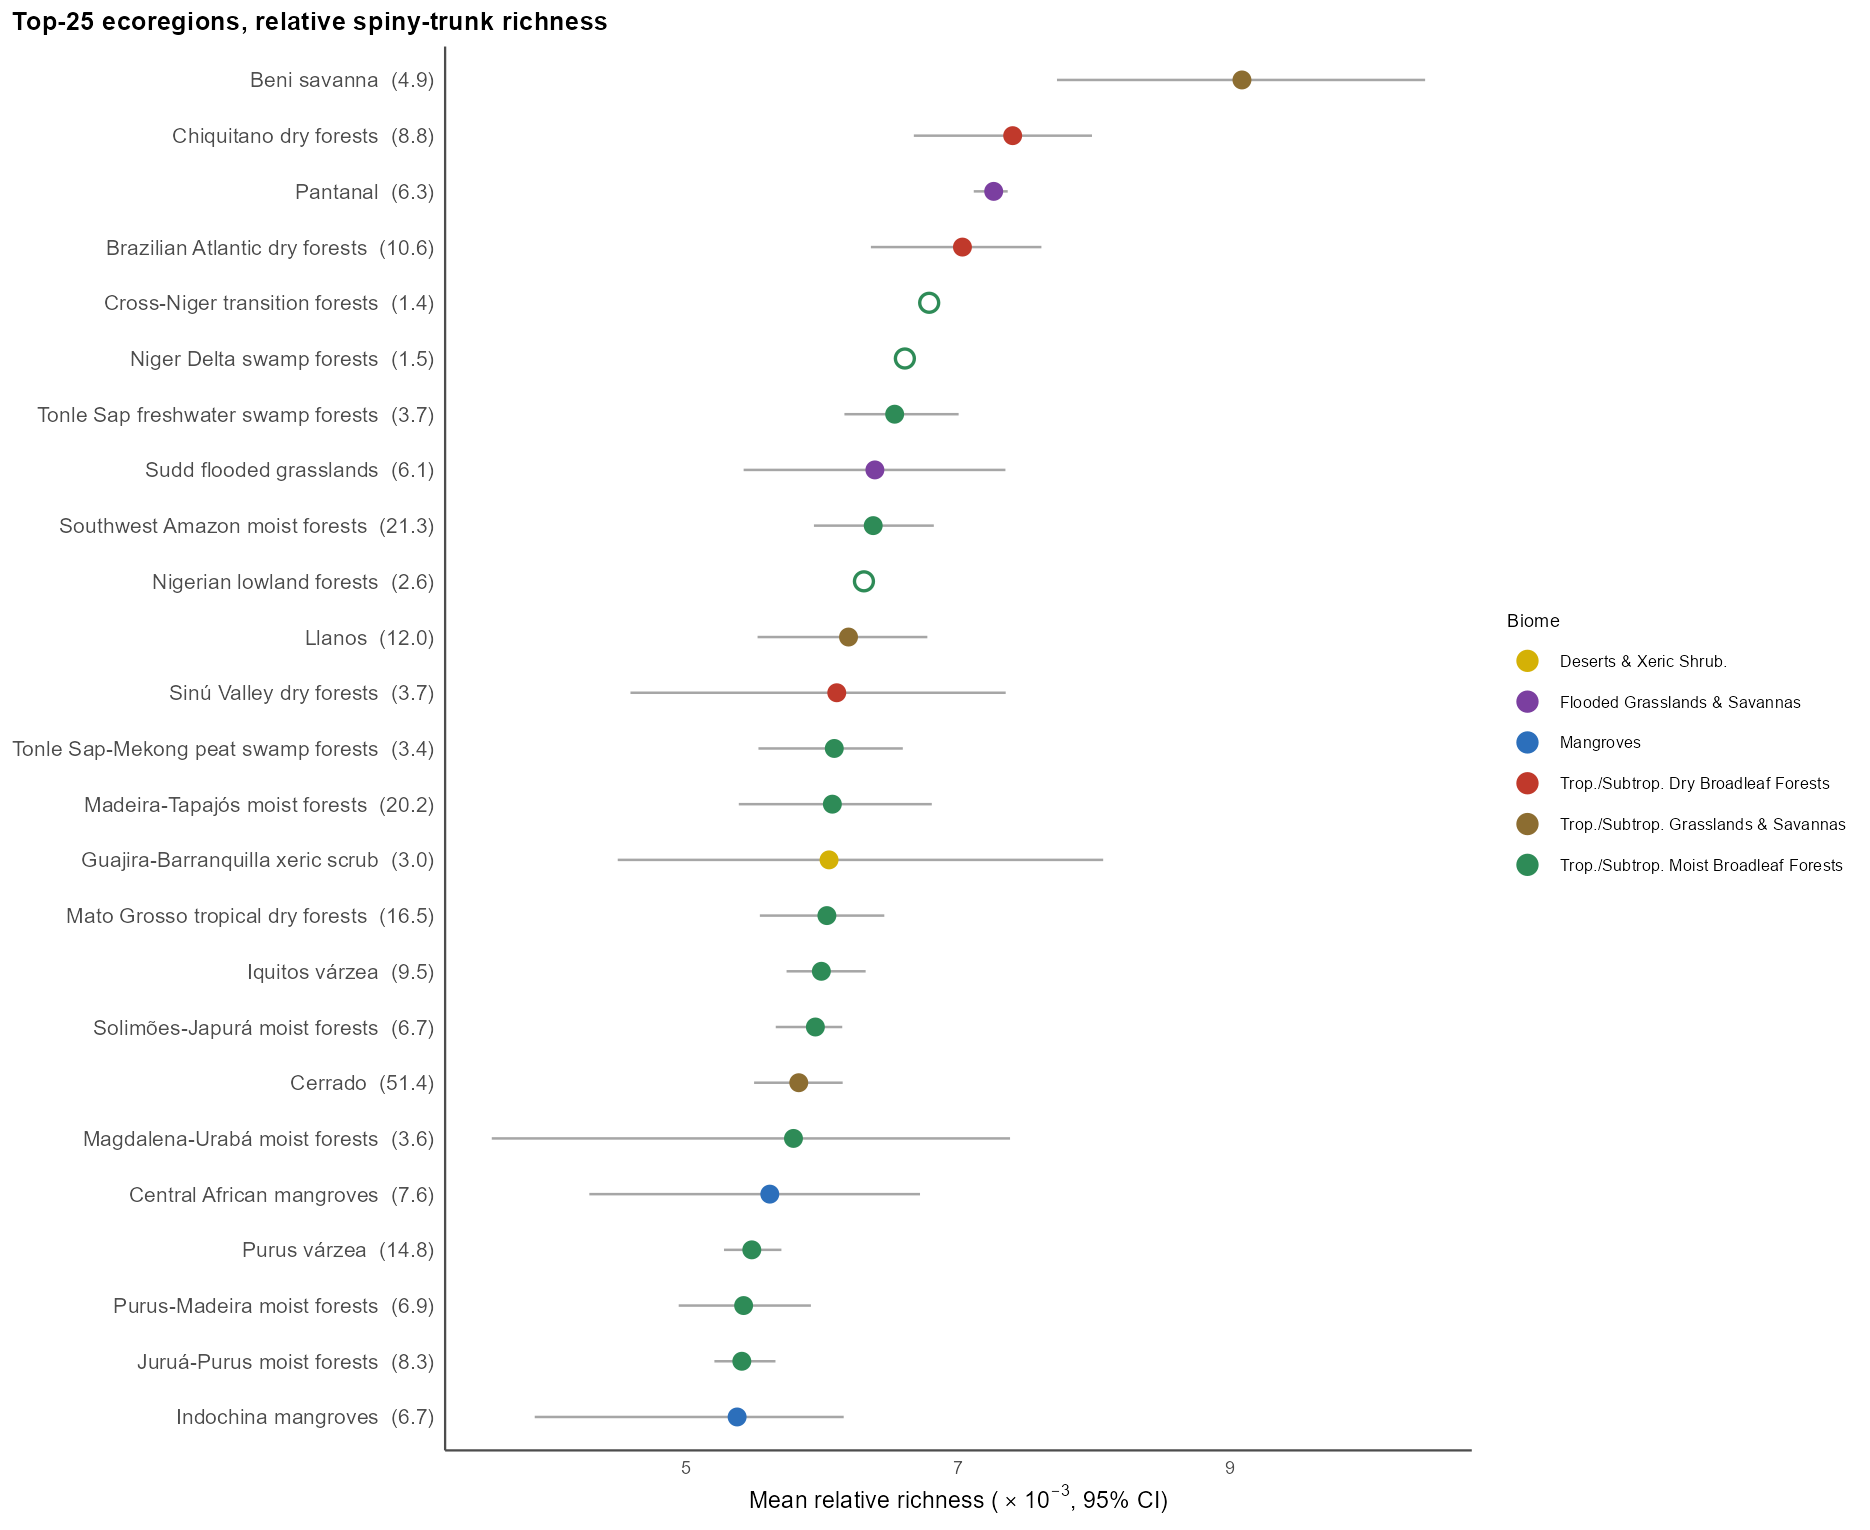 Top-25 ecoregions, relative spiny-trunk richness
Beni savanna (4.9)
Chiquitano dry forests (8.8)
Pantanal (6.3)
Brazilian Atlantic dry forests (10.6)
Cross-Niger transition forests (1.4)
Niger Delta swamp forests (1.5)
Tonle Sap freshwater swamp forests (3.7)
Sudd flooded grasslands (6.1)
Southwest Amazon moist forests (21.3)
Nigerian lowland forests (2.6)
Llanos (12.0)
Sinú Valley dry forests (3.7)
Tonle Sap-Mekong peat swamp forests (3.4)
Madeira-Tapajós moist forests (20.2)
Guajira-Barranquilla xeric scrub (3.0)
Mato Grosso tropical dry forests (16.5)
Iquitos várzea (9.5)
Solimões-Japurá moist forests (6.7)
Cerrado (51.4)
Magdalena-Urabá moist forests (3.6)
Central African mangroves (7.6)
Purus várzea (14.8)
Purus-Madeira moist forests (6.9)
Juruá-Purus moist forests (8.3)
Indochina mangroves (6.7)
5 7 9
Mean relative richness ( × 10⁻³, 95% CI)
Biome
Deserts & Xeric Shrub.
Flooded Grasslands & Savannas
Mangroves
Trop./Subtrop. Dry Broadleaf Forests
Trop./Subtrop. Grasslands & Savannas
Trop./Subtrop. Moist Broadleaf Forests